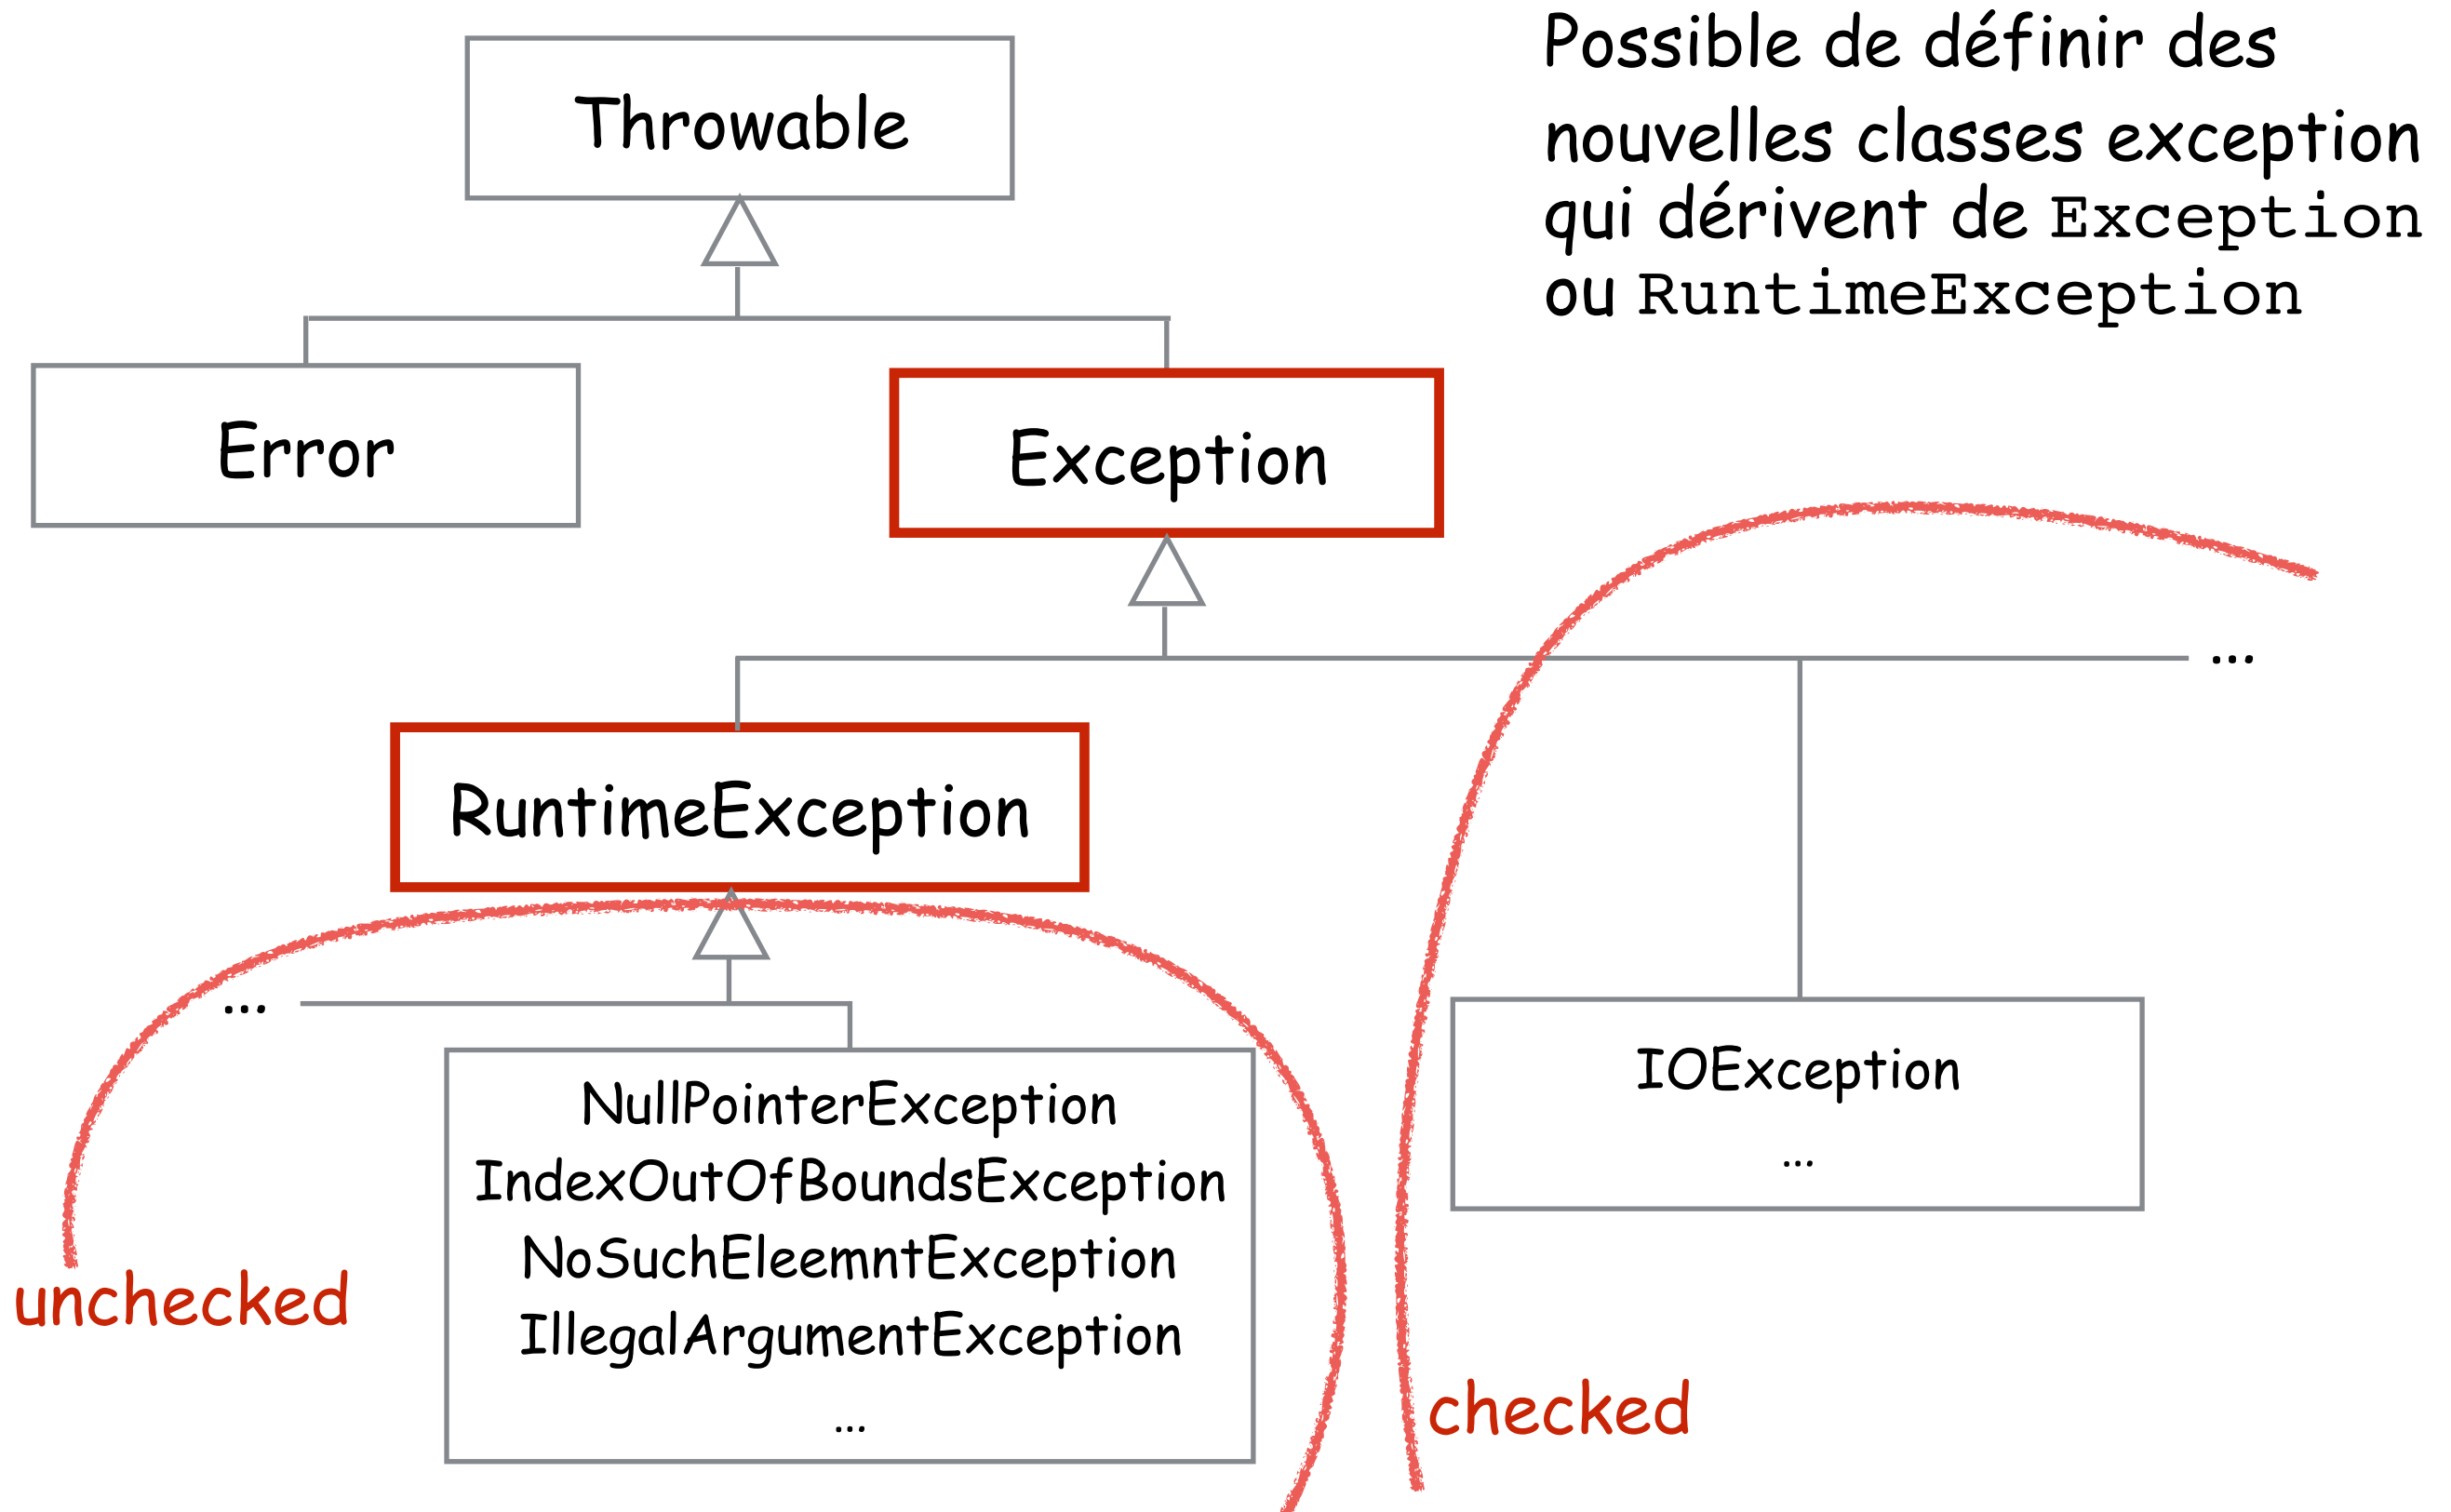 Possible de définir des
nouvelles classes exception
qui dérivent de Exception
ou RuntimeException
Throwable
Error
Exception
...
RuntimeException
...
NullPointerException
IndexOutOfBoundsException
NoSuchEleemntException
IllegalArgumentException
...
IOException
...
unchecked
checked